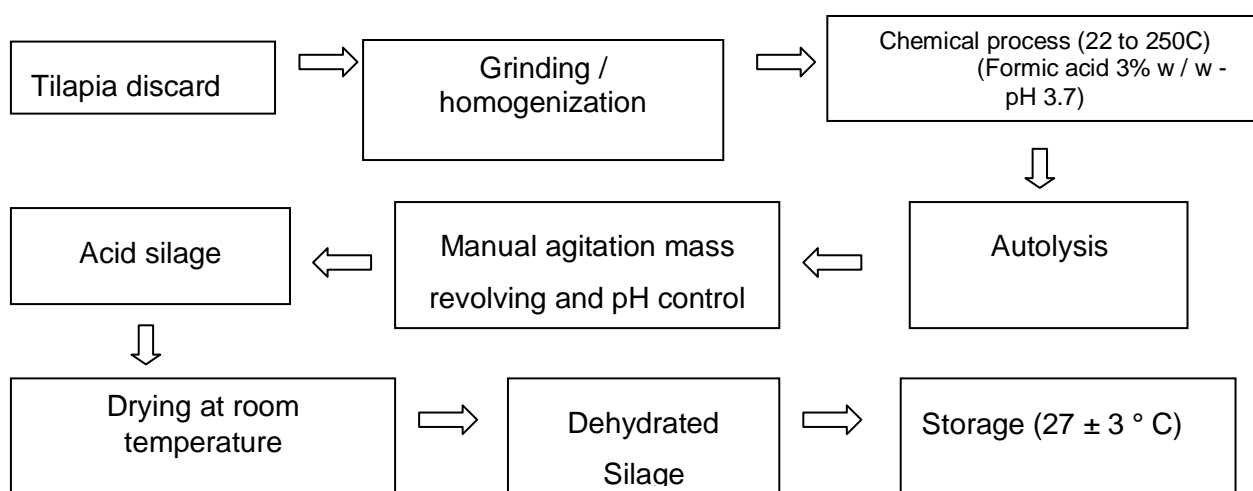 Tilapia discard
Grinding /
homogenization
Chemical process (22 to 250C)
(Formic acid 3% w / w -
pH 3.7)
Autolysis
Manual agitation mass
revolving and pH control
Acid silage
Drying at room
temperature
Dehydrated
Silage
Storage (27 ± 3 ° C)